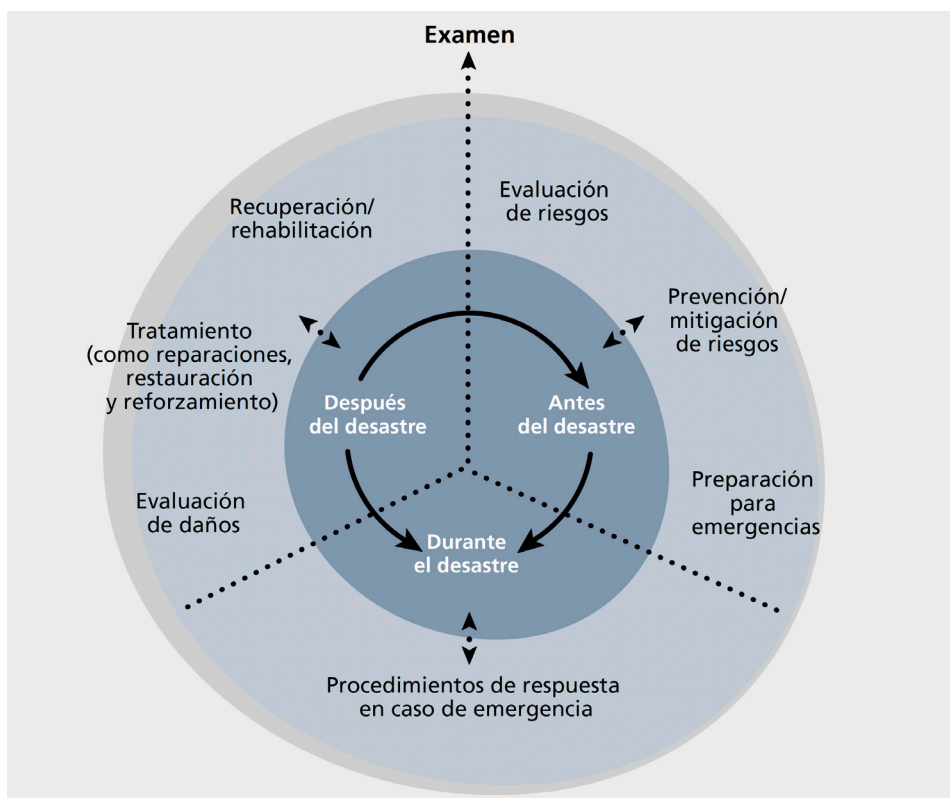 Examen
Evaluación
de riesgos
Recuperación/
rehabilitación
Prevención/
mitigación
de riesgos
Tratamiento
(como reparaciones,
restauración
y reforzamiento)
Después
del desastre
Antes
del desastre
Preparación
para
emergencias
Evaluación
de daños
Durante
el desastre
Procedimientos de respuesta
en caso de emergencia